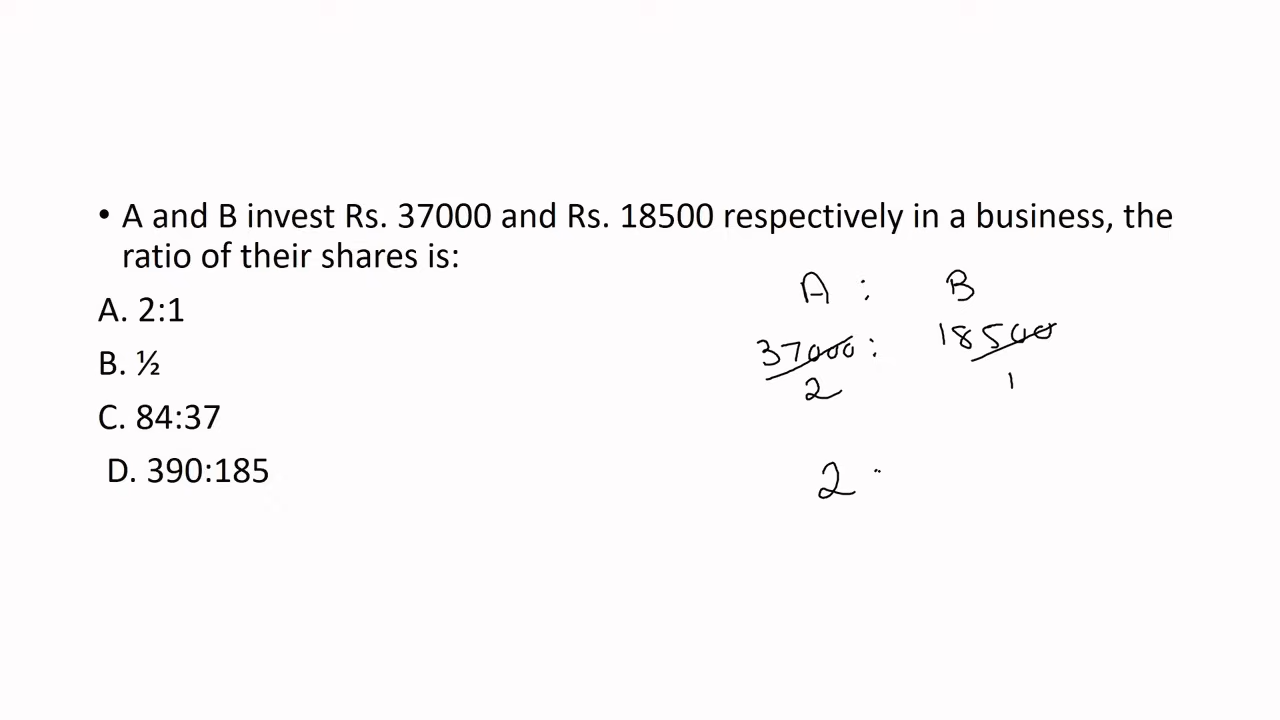 • A and B invest Rs. 37000 and Rs. 18500 respectively in a business, the
ratio of their shares is:
A. 2:1
B. ½
C. 84:37
D. 390:185
A : B
37000 : 18500
2 1
2 :